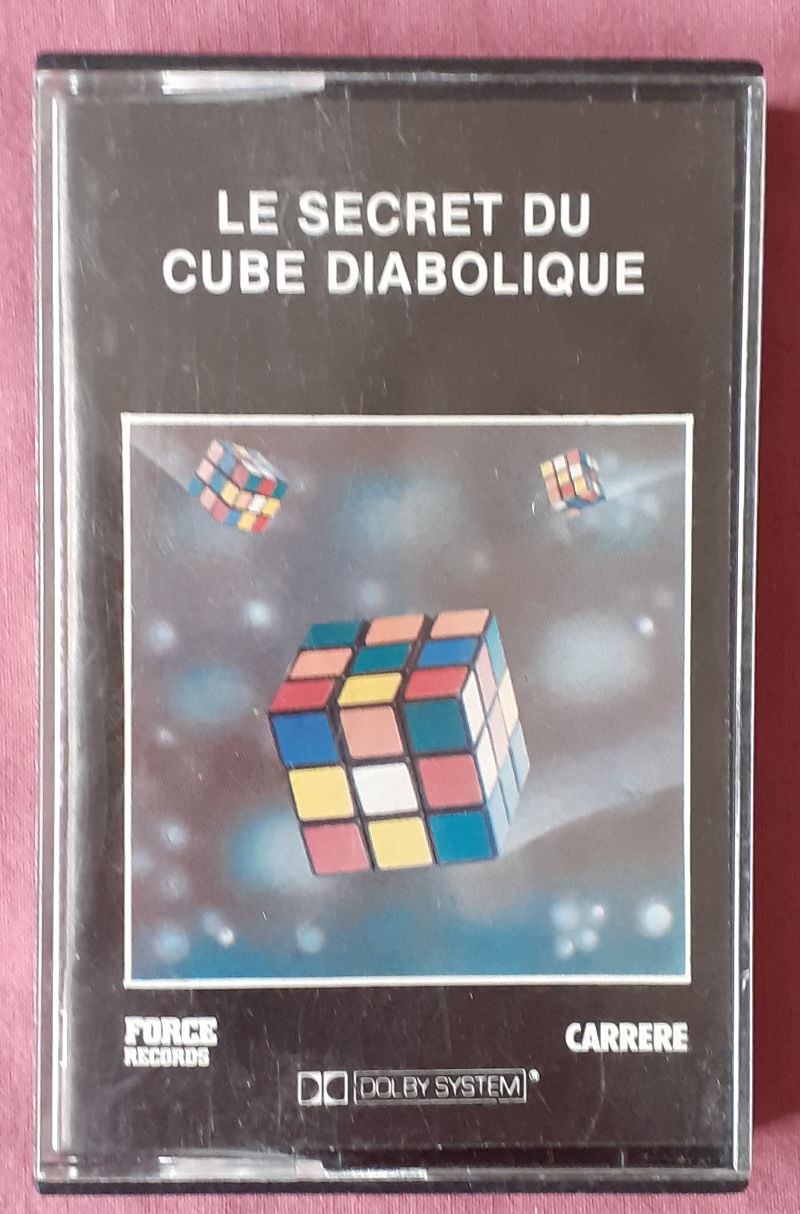 LE SECRET DU
CUBE DIABOLIQUE
FORCE
RECORDS
CARRERE
DOLBY SYSTEM